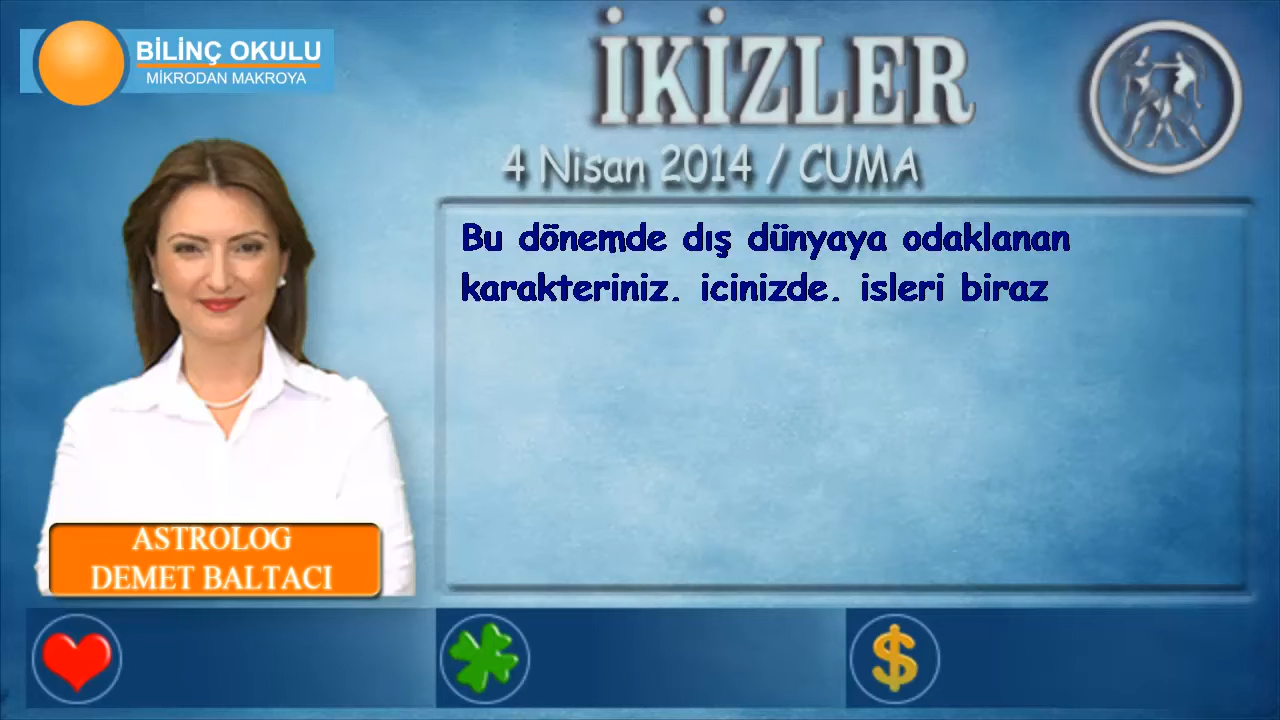 BİLİNÇ OKULU
MİKRODAN MAKROYA
İKİZLER
4 Nisan 2014 / CUMA
Bu dönemde dış dünyaya odaklanan
karakteriniz. icinizde. isleri biraz
ASTROLOG
DEMET BALTACI